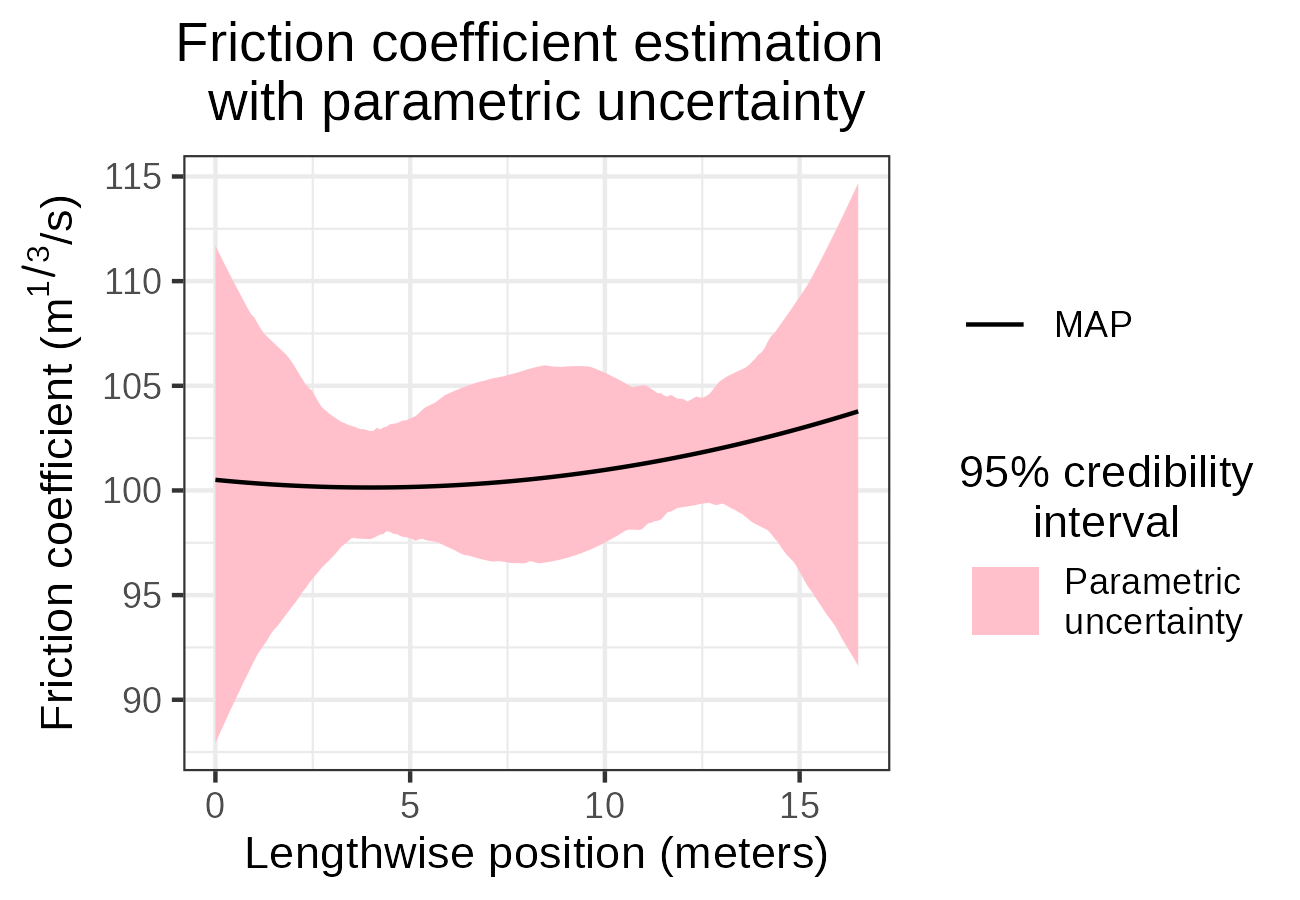 Friction coefficient estimation
with parametric uncertainty
Friction coefficient (m^1/3/s)
115
110
105
100
95
90
0
5
10
15
Lengthwise position (meters)
MAP
95% credibility
interval
Parametric
uncertainty